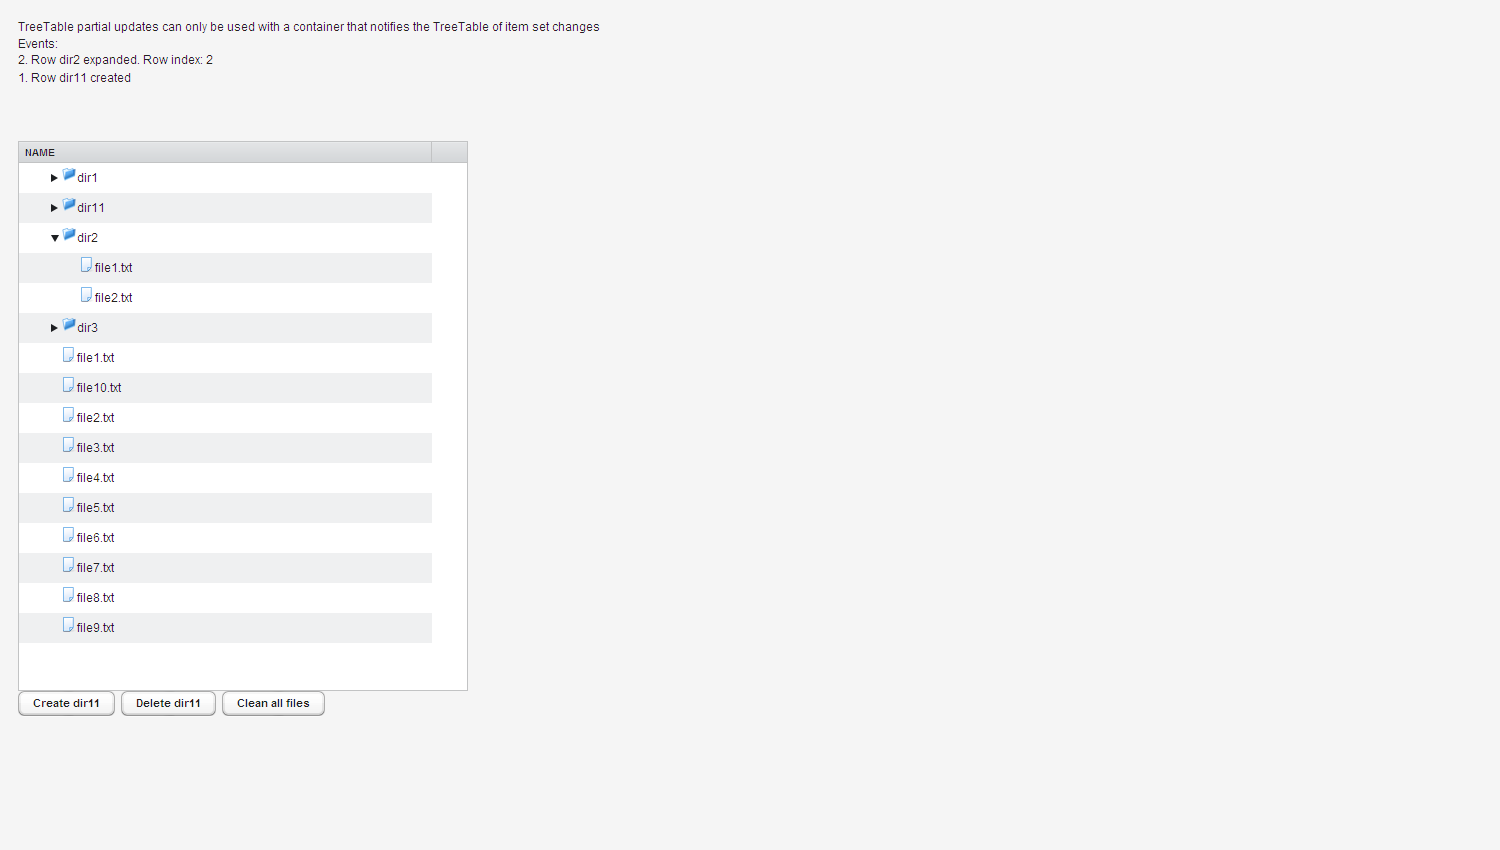 TreeTable partial updates can only be used with a container that notifies the TreeTable of item set changes
Events:
2. Row dir2 expanded. Row index: 2
1. Row dir11 created
NAME
dir1
dir11
dir2
file1.txt
file2.txt
dir3
file1.txt
file10.txt
file2.txt
file3.txt
file4.txt
file5.txt
file6.txt
file7.txt
file8.txt
file9.txt
Create dir11 Delete dir11 Clean all files